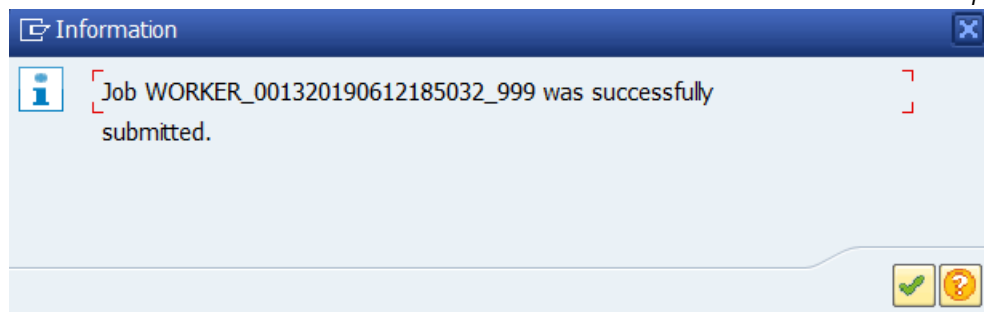 Information
Job WORKER_001320190612185032_999 was successfully
submitted.